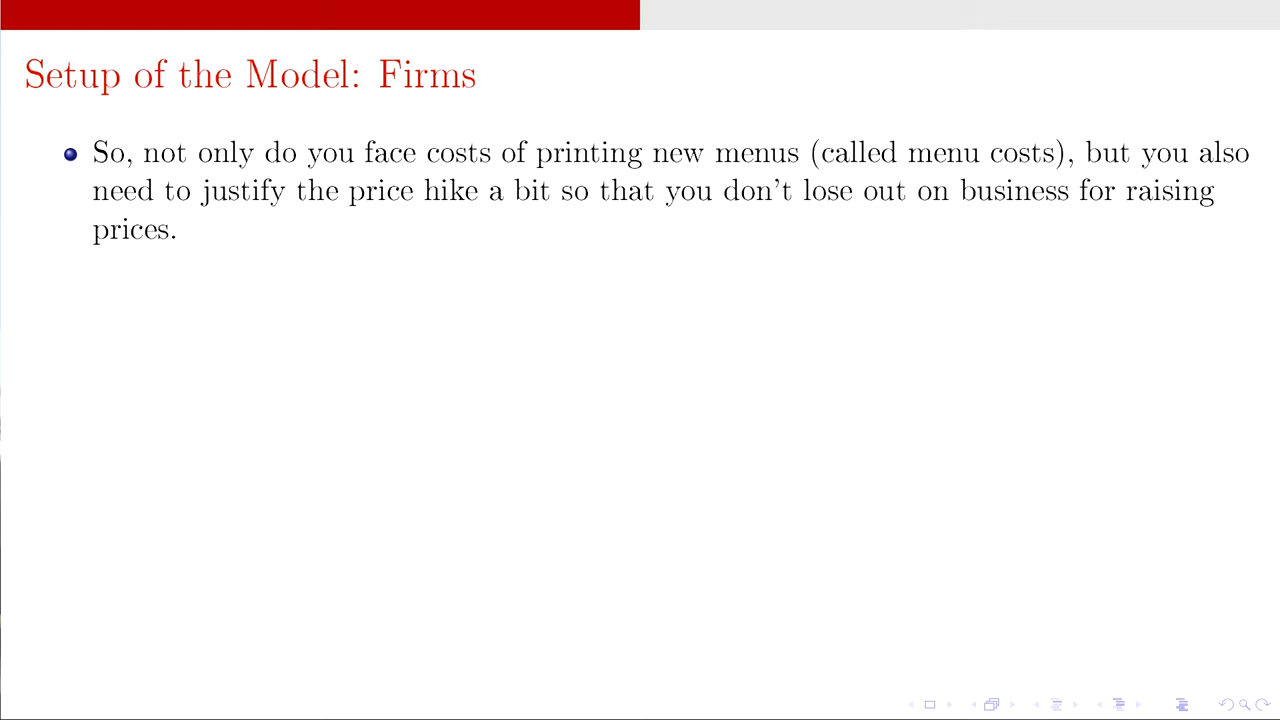 Setup of the Model: Firms
So, not only do you face costs of printing new menus (called menu costs), but you also
need to justify the price hike a bit so that you don't lose out on business for raising
prices.